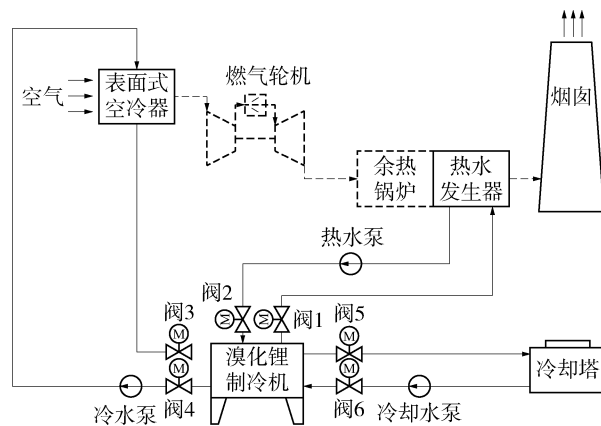 燃气轮机
空气
表面式
空冷器
烟囱
余热
锅炉
热水
发生器
热水泵
阀2
M
M
阀1
阀3
M
阀5
M
M
M
溴化锂
制冷机
冷却塔
冷水泵
阀4
阀6
冷却水泵